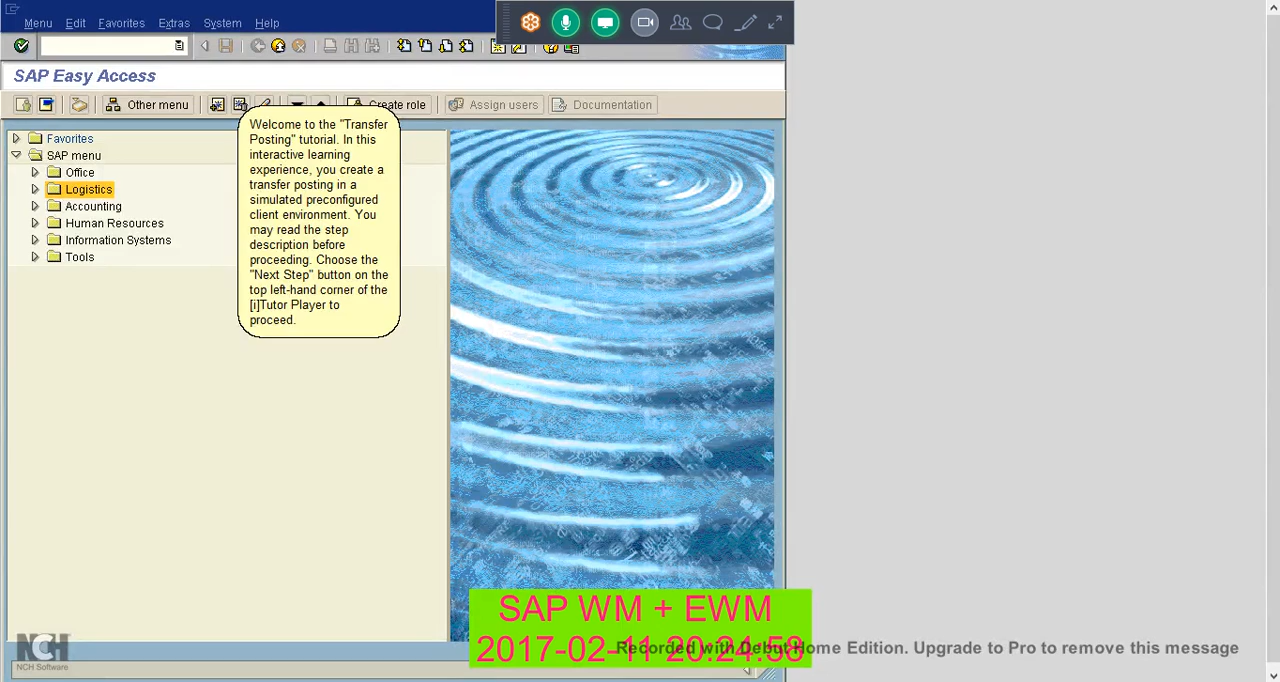 Menu Edit Favorites Extras System Help
SAP Easy Access
Other menu Create role Assign users Documentation
Favorites
SAP menu
Office
Logistics
Accounting
Human Resources
Information Systems
Tools
Welcome to the "Transfer
Posting" tutorial. In this
interactive learning
experience, you create a
transfer posting in a
simulated preconfigured
client environment. You
may read the step
description before
proceeding. Choose the
"Next Step" button on the
top left-hand corner of the
[i]Tutor Player to
proceed.
SAP WM + EWM
2017-02-11 20:24:58
Recorded with Debut Home Edition. Upgrade to Pro to remove this message
NCH
NCH Software